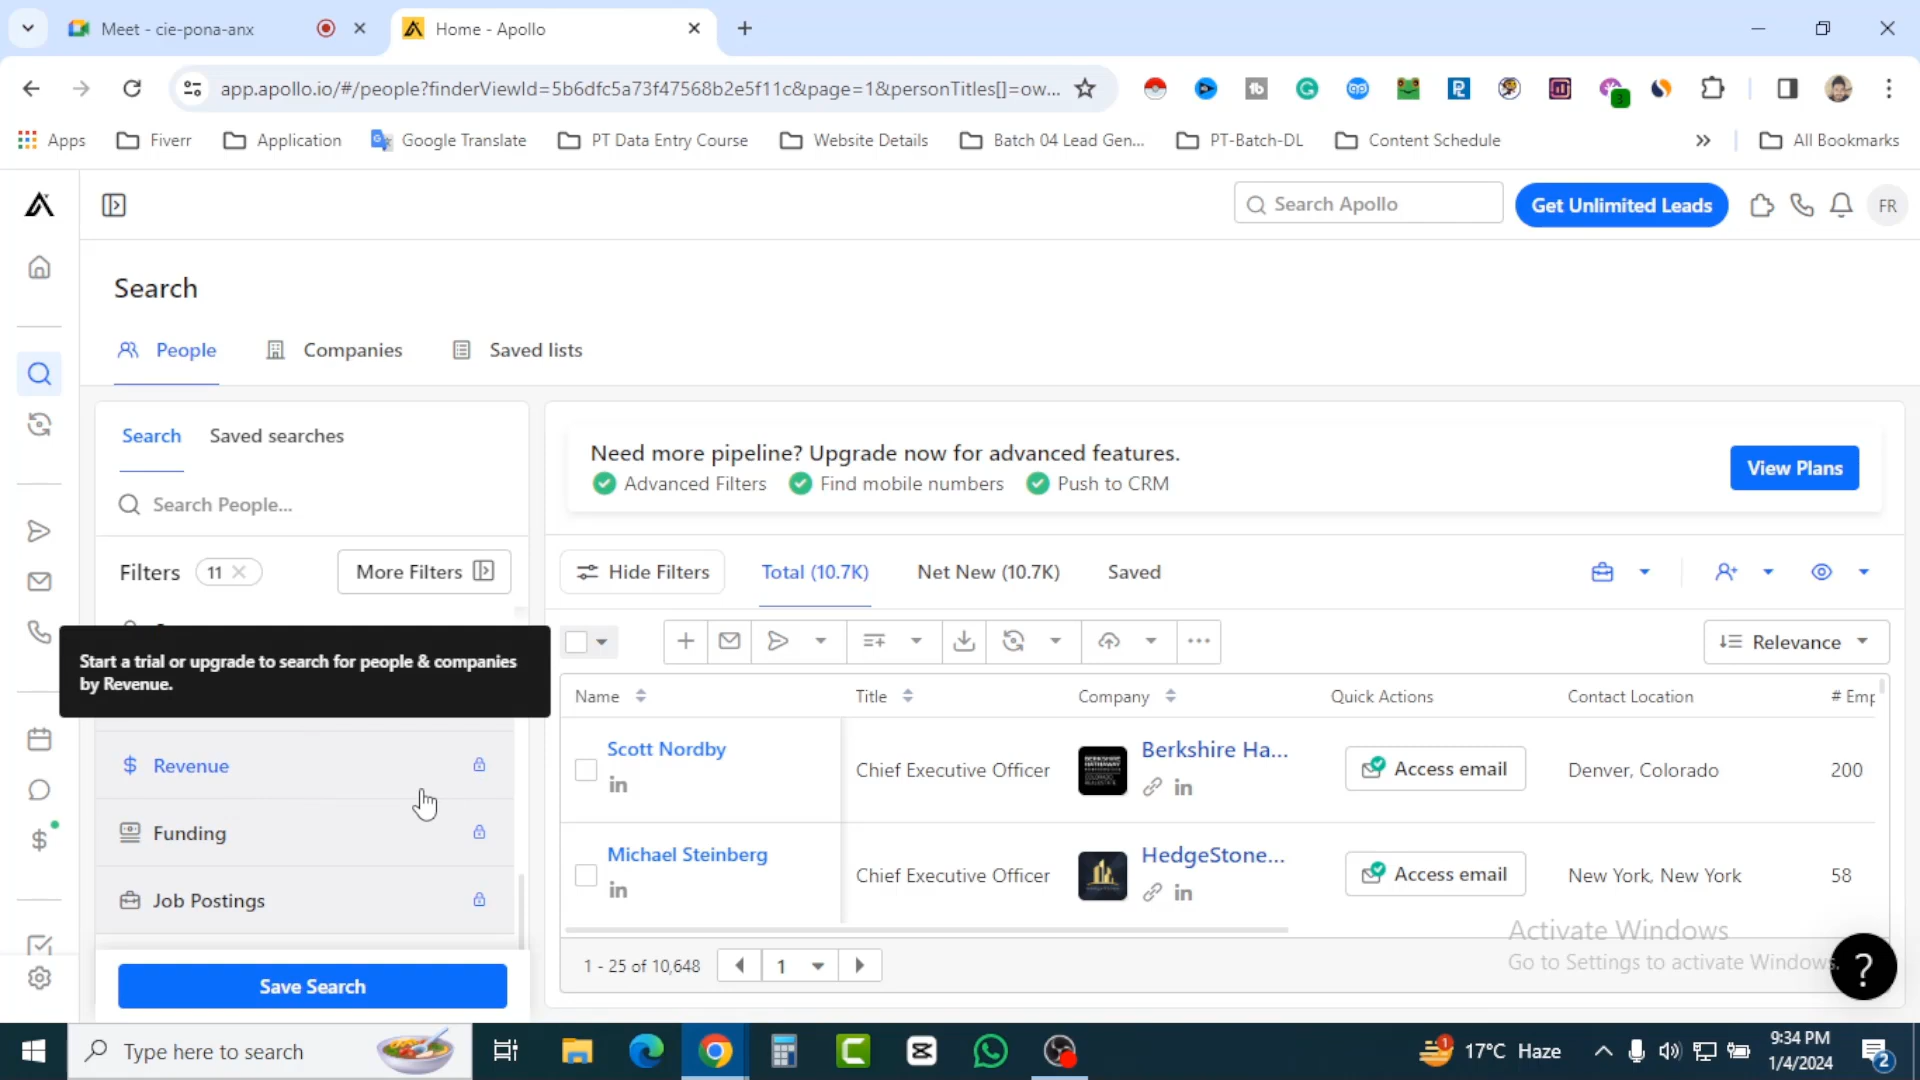 Meet - cie-pona-anx
Home - Apollo
app.apollo.io/#/people?finderViewId=5b6dfc5a73f47568b2e5f11c&page=1&personTitles[]=ow...
3
Apps
Fiverr
Application
Google Translate
PT Data Entry Course
Website Details
Batch 04 Lead Gen...
PT-Batch-DL
Content Schedule
All Bookmarks
Search Apollo
Get Unlimited Leads
FR
Search
People
Companies
Saved lists
Search
Saved searches
Search People...
Filters
11
More Filters
Start a trial or upgrade to search for people & companies
by Revenue.
Revenue
Funding
Job Postings
Save Search
Need more pipeline? Upgrade now for advanced features.
Advanced Filters
Find mobile numbers
Push to CRM
View Plans
Hide Filters
Total (10.7K)
Net New (10.7K)
Saved
Relevance
Name
Title
Company
Quick Actions
Contact Location
# Emp
Scott Nordby
in
Chief Executive Officer
Berkshire Ha...
in
Access email
Denver, Colorado
200
Michael Steinberg
in
Chief Executive Officer
HedgeStone...
in
Access email
New York, New York
58
1 - 25 of 10,648
1
Activate Windows
Go to Settings to activate Windows.
?
Type here to search
1
17°C Haze
9:34 PM
1/4/2024
2